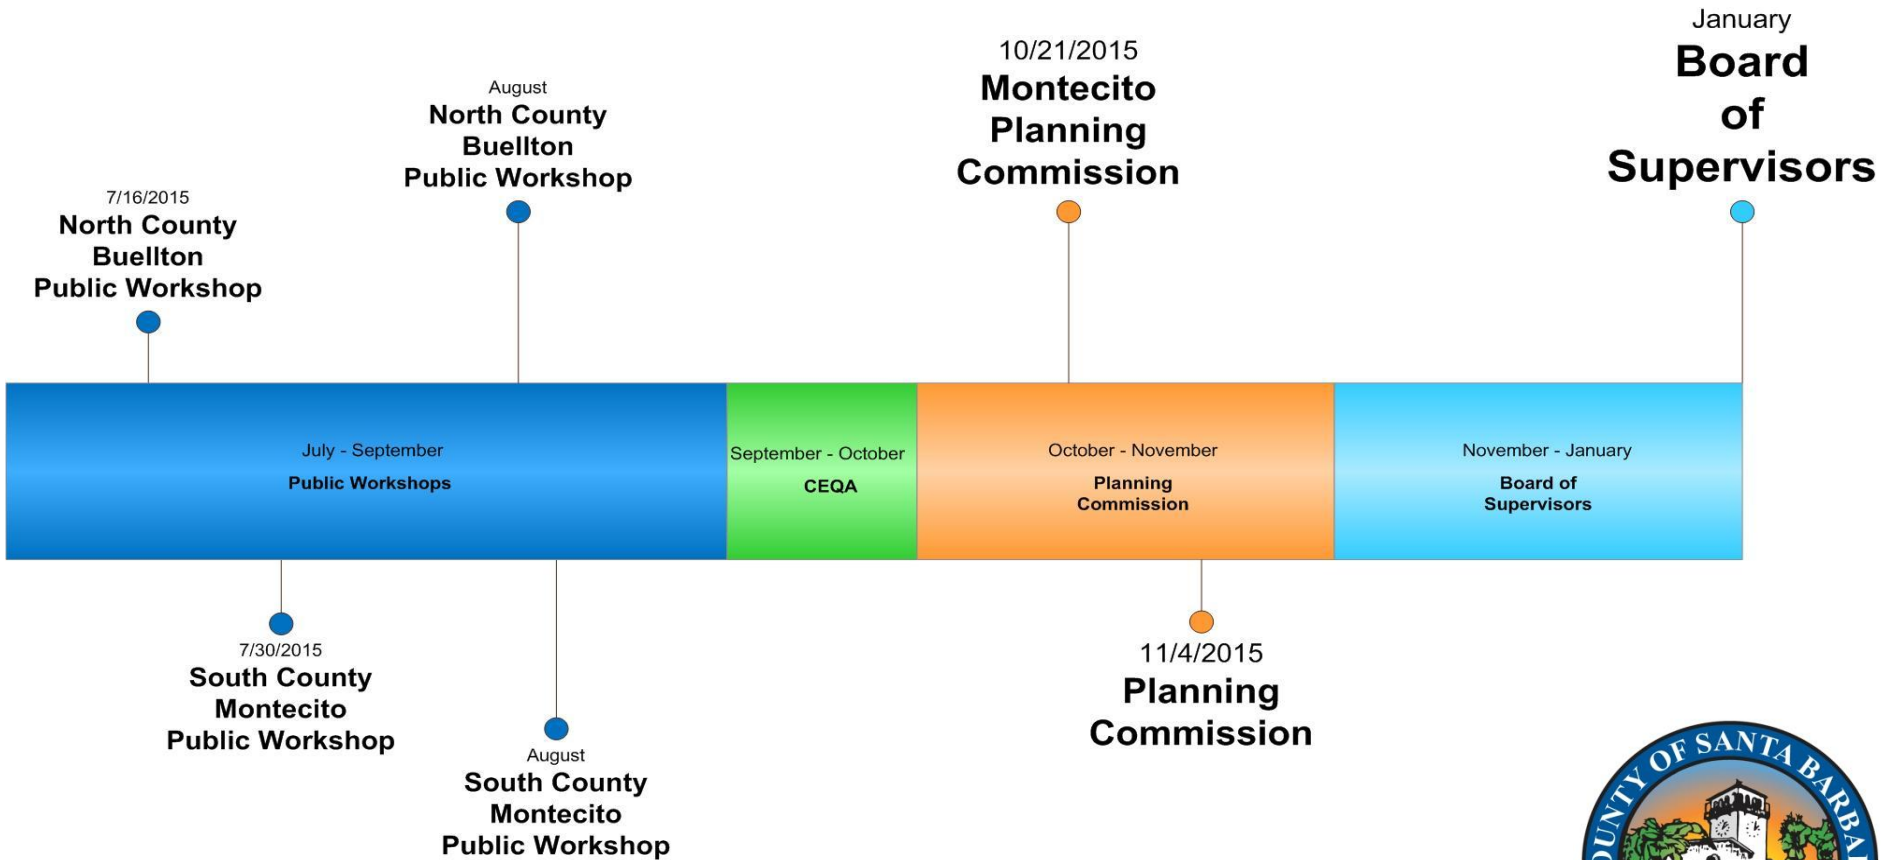 January
Board
of
Supervisors
10/21/2015
Montecito
Planning
Commission
August
North County
Buellton
Public Workshop
7/16/2015
North County
Buellton
Public Workshop
July - September
Public Workshops
September - October
CEQA
October - November
Planning
Commission
November - January
Board of
Supervisors
7/30/2015
South County
Montecito
Public Workshop
August
South County
Montecito
Public Workshop
11/4/2015
Planning
Commission
OF SANTA